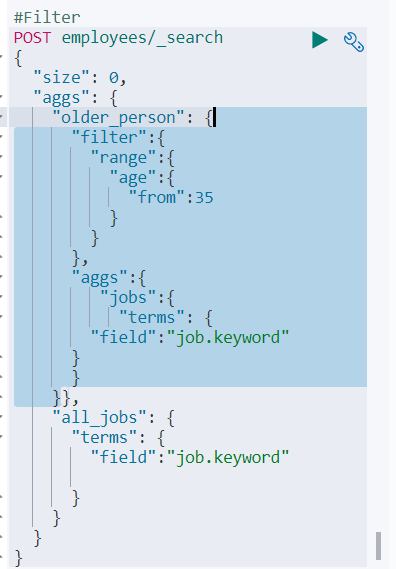 #Filter
POST employees/_search
{
  "size": 0,
  "aggs": {
    "older_person": {
      "filter":{
        "range":{
          "age":{
            "from":35
          }
        }
      },
      "aggs":{
        "jobs":{
          "terms": {
        "field":"job.keyword"
      }
      }
    }},
    "all_jobs": {
      "terms": {
        "field":"job.keyword"
      }
    }
  }
}